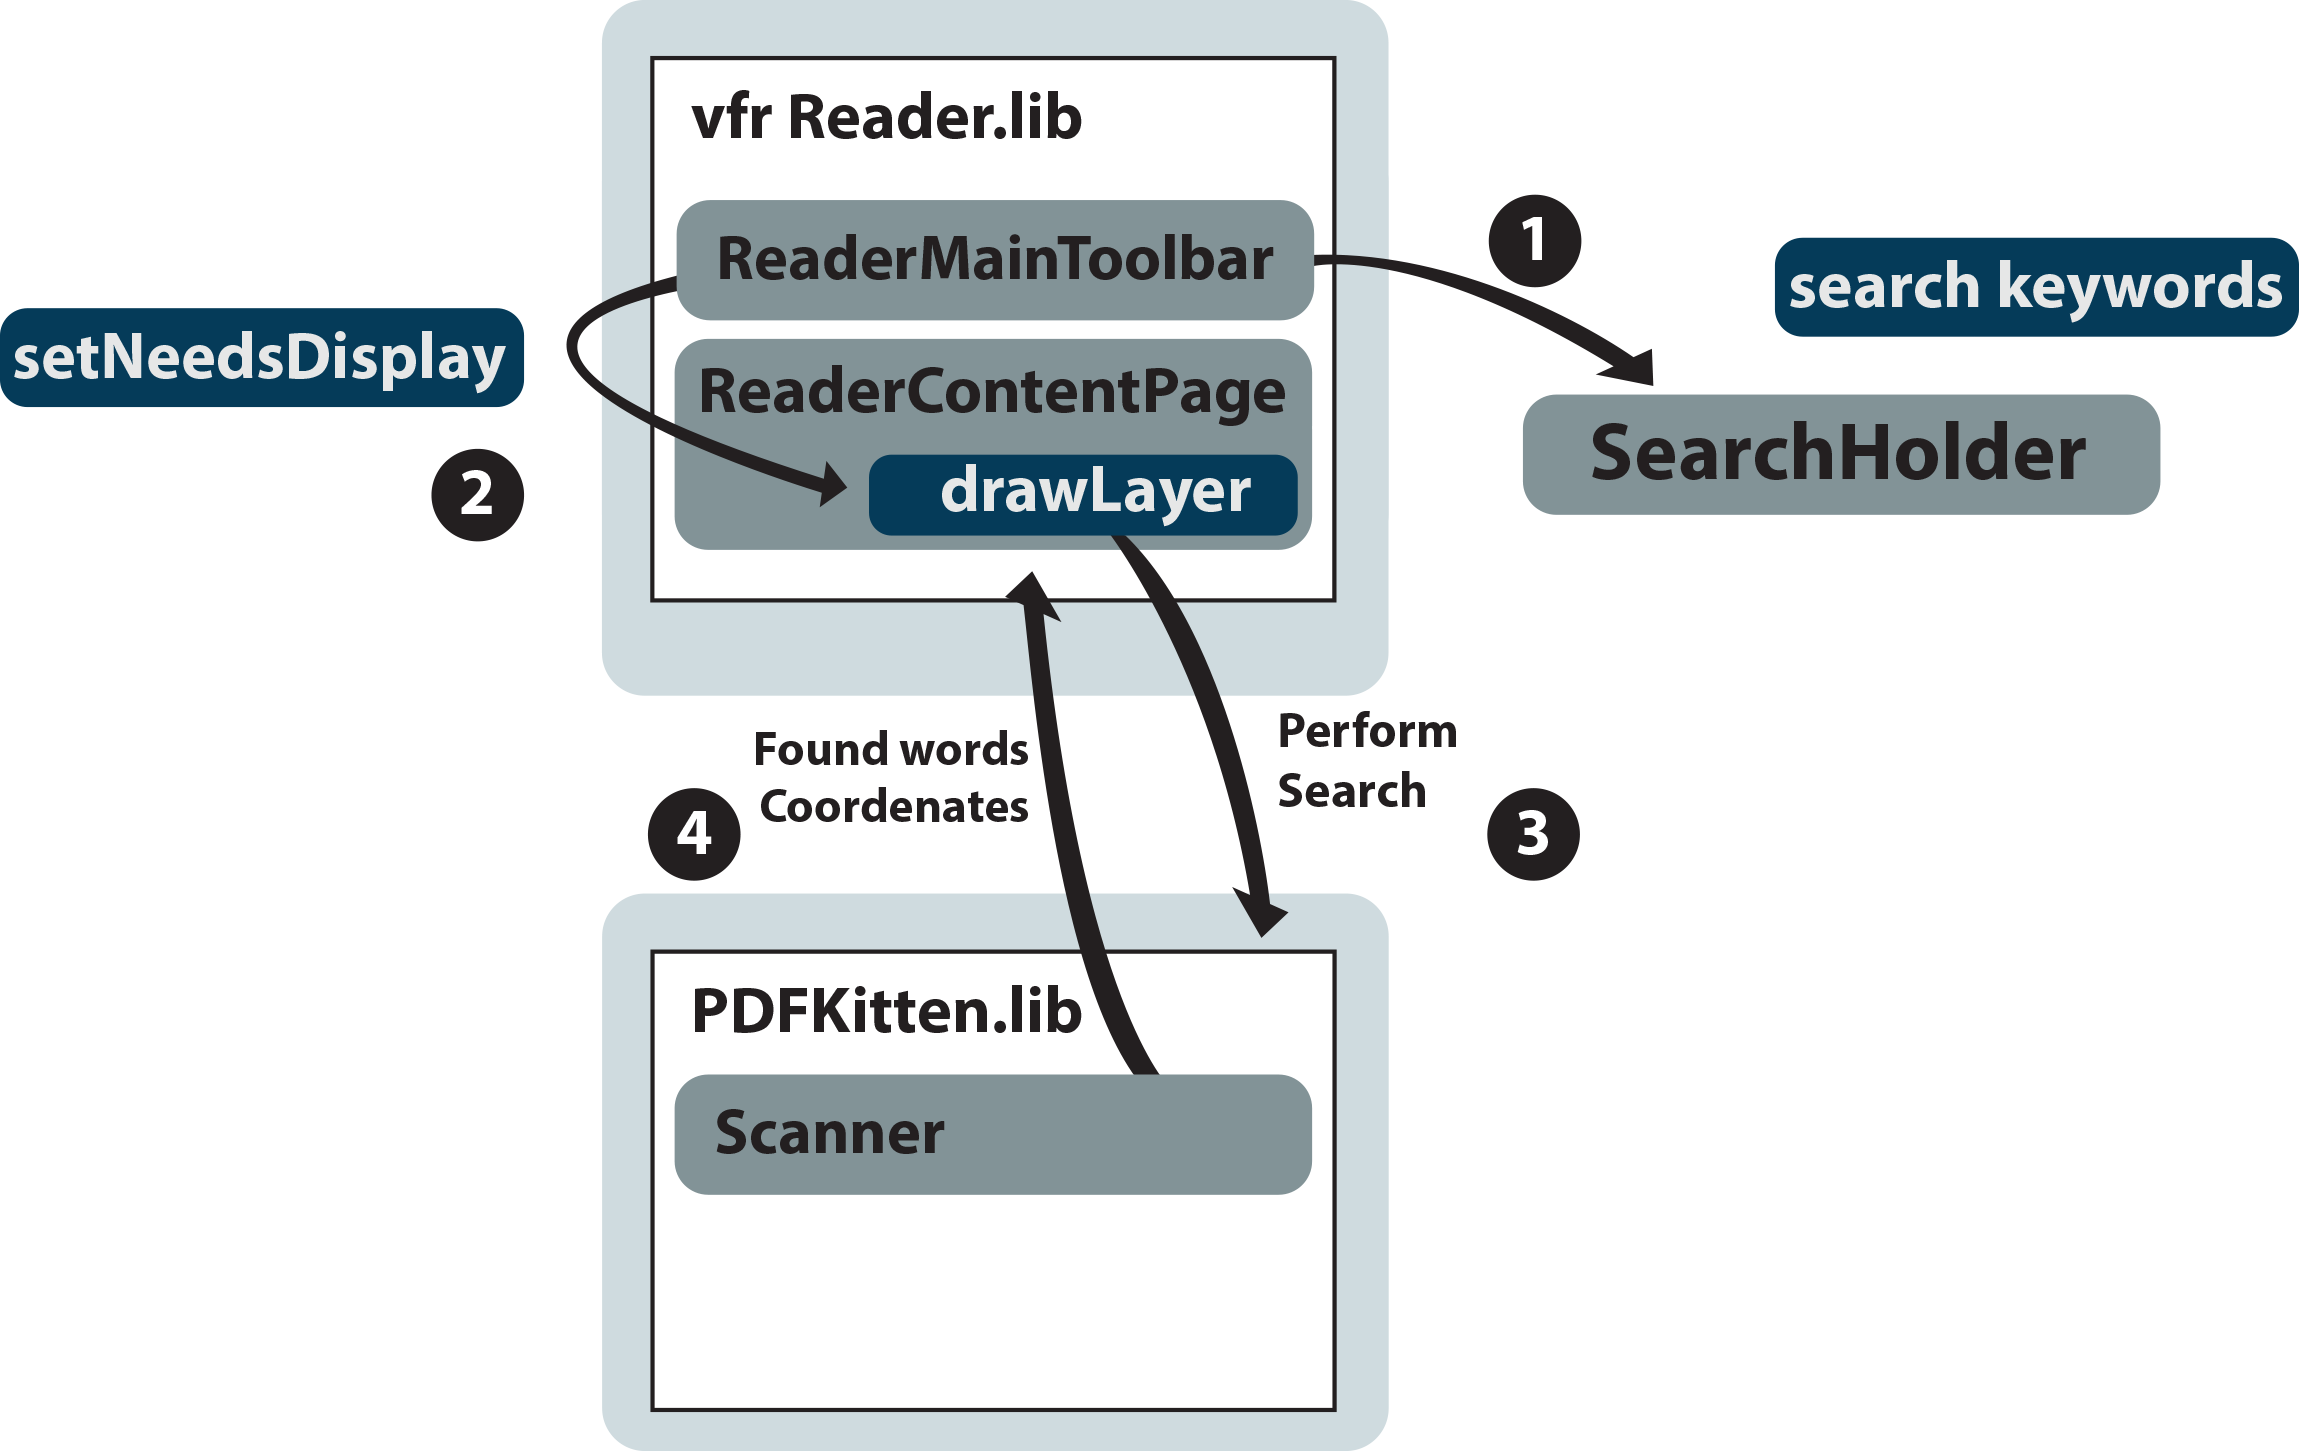 vfr Reader.lib
ReaderMainToolbar
1
search keywords
SearchHolder
setNeedsDisplay
2
ReaderContentPage
drawLayer
Perform
Search
3
Found words
Coordenates
4
PDFKitten.lib
Scanner